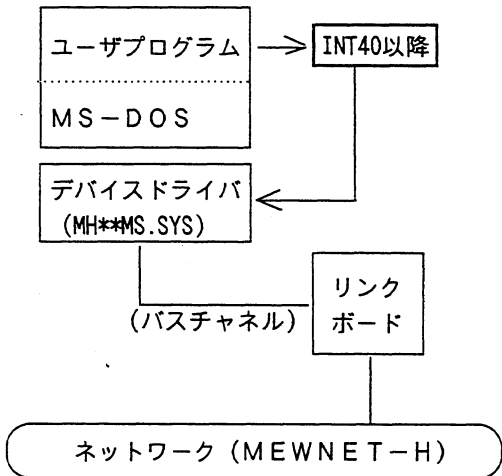 ユーザプログラム
INT40以降
MS-DOS
デバイスドライバ
(MH**MS.SYS)
リンク
ボード
(バスチャネル)
ネットワーク(MEWNET-H)